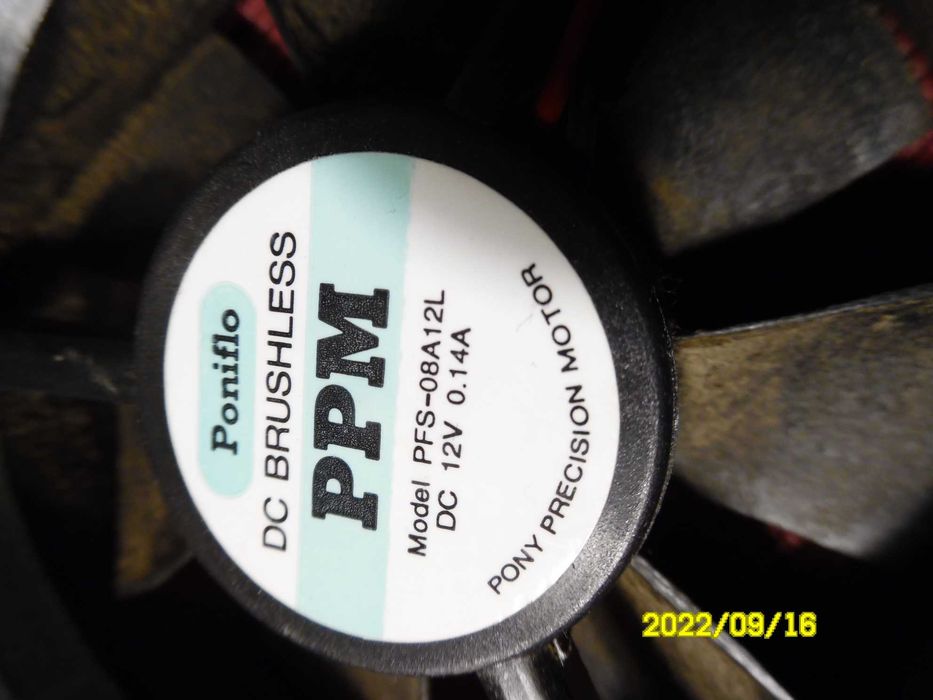 Poniflo
DC BRUSHLESS
PPM
Model PFS-08A12L
DC 12V 0.14A
PONY PRECISION MOTOR
2022/09/16